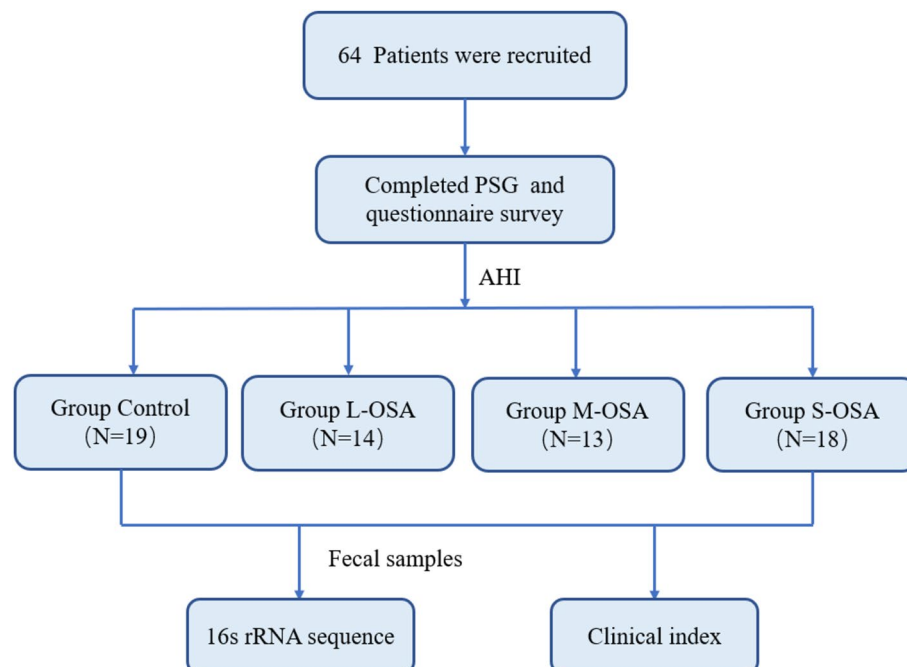 64  Patients were recruited
Completed PSG  and
questionnaire survey
AHI
Group Control
（N=19）
Group L-OSA
（N=14）
Group M-OSA
（N=13）
Group S-OSA
（N=18）
Fecal samples
16s rRNA sequence
Clinical index